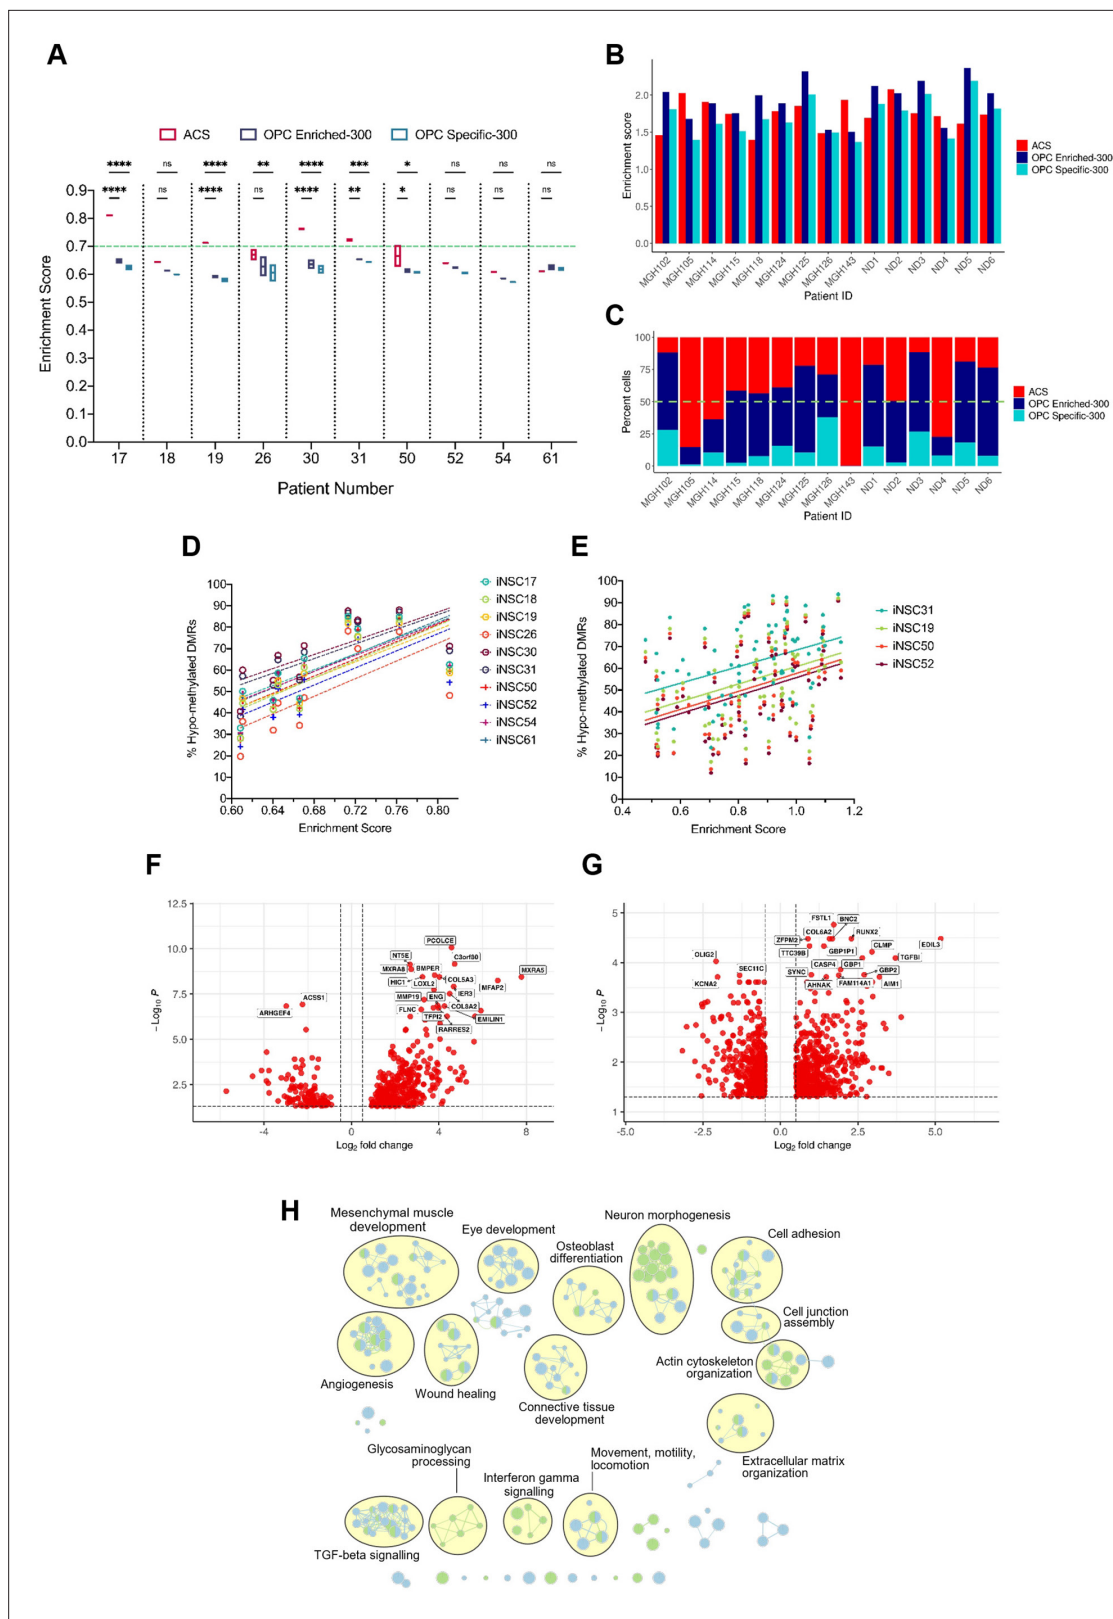 A
ACS OPC Enriched-300 OPC Specific-300
**** ns **** ** **** *** * ns ns ns
**** ns **** ns **** ** * ns ns ns
0.9
0.8
0.7
0.6
0.5
0.4
0.3
0.2
0.1
0.0
Enrichment Score
17 18 19 26 30 31 50 52 54 61
Patient Number
B
2.0
1.5
1.0
0.5
0.0
Enrichment score
ACS
OPC Enriched-300
OPC Specific-300
MGH102 MGH105 MGH114 MGH115 MGH118 MGH124 MGH125 MGH126 MGH143 ND1 ND2 ND3 ND4 ND5 ND6
Patient ID
C
100
75
50
25
0
Percent cells
ACS
OPC Enriched-300
OPC Specific-300
MGH102 MGH105 MGH114 MGH115 MGH118 MGH124 MGH125 MGH126 MGH143 ND1 ND2 ND3 ND4 ND5 ND6
Patient ID
D
100
90
80
70
60
50
40
30
20
10
0
% Hypo-methylated DMRs
0.60 0.64 0.68 0.72 0.76 0.80
Enrichment Score
iNSC17
iNSC18
iNSC19
iNSC26
iNSC30
iNSC31
iNSC50
iNSC52
iNSC54
iNSC61
E
100
90
80
70
60
50
40
30
20
10
0
% Hypo-methylated DMRs
0.4 0.6 0.8 1.0 1.2
Enrichment Score
iNSC31
iNSC19
iNSC50
iNSC52
F
12.5
10.0
7.5
5.0
2.5
− Log10 P
PCOLCE
NT5E
C3orf80
MXRA8
BMPER
MXRA5
HIC1
COL5A3
LOXL2
MFAP2
IER3
MMP19
ENG
ACSS1
COL8A2
FLNC
ARHGEF4
TFPI2
EMILIN1
RARRES2
-4 0 4 8
Log2 fold change
G
5
4
3
2
1
− Log10 P
FSTL1
BNC2
COL6A2
RUNX2
ZFPM2
EDIL3
TTC39B
GBP1P1
CLMP
OLIG2
TGFBI
SEC11C
CASP4
GBP1
SYNC
GBP2
KCNA2
AHNAK
FAM114A1
AIM1
-5.0 -2.5 0.0 2.5 5.0
Log2 fold change
H
Mesenchymal muscle
development
Eye development
Osteoblast
differentiation
Neuron morphogenesis
Cell adhesion
Cell junction
assembly
Angiogenesis
Wound healing
Connective tissue
development
Actin cytoskeleton
organization
Extracellular matrix
organization
Glycosaminoglycan
processing
Interferon gamma
signalling
Movement, motility,
locomotion
TGF-beta signalling